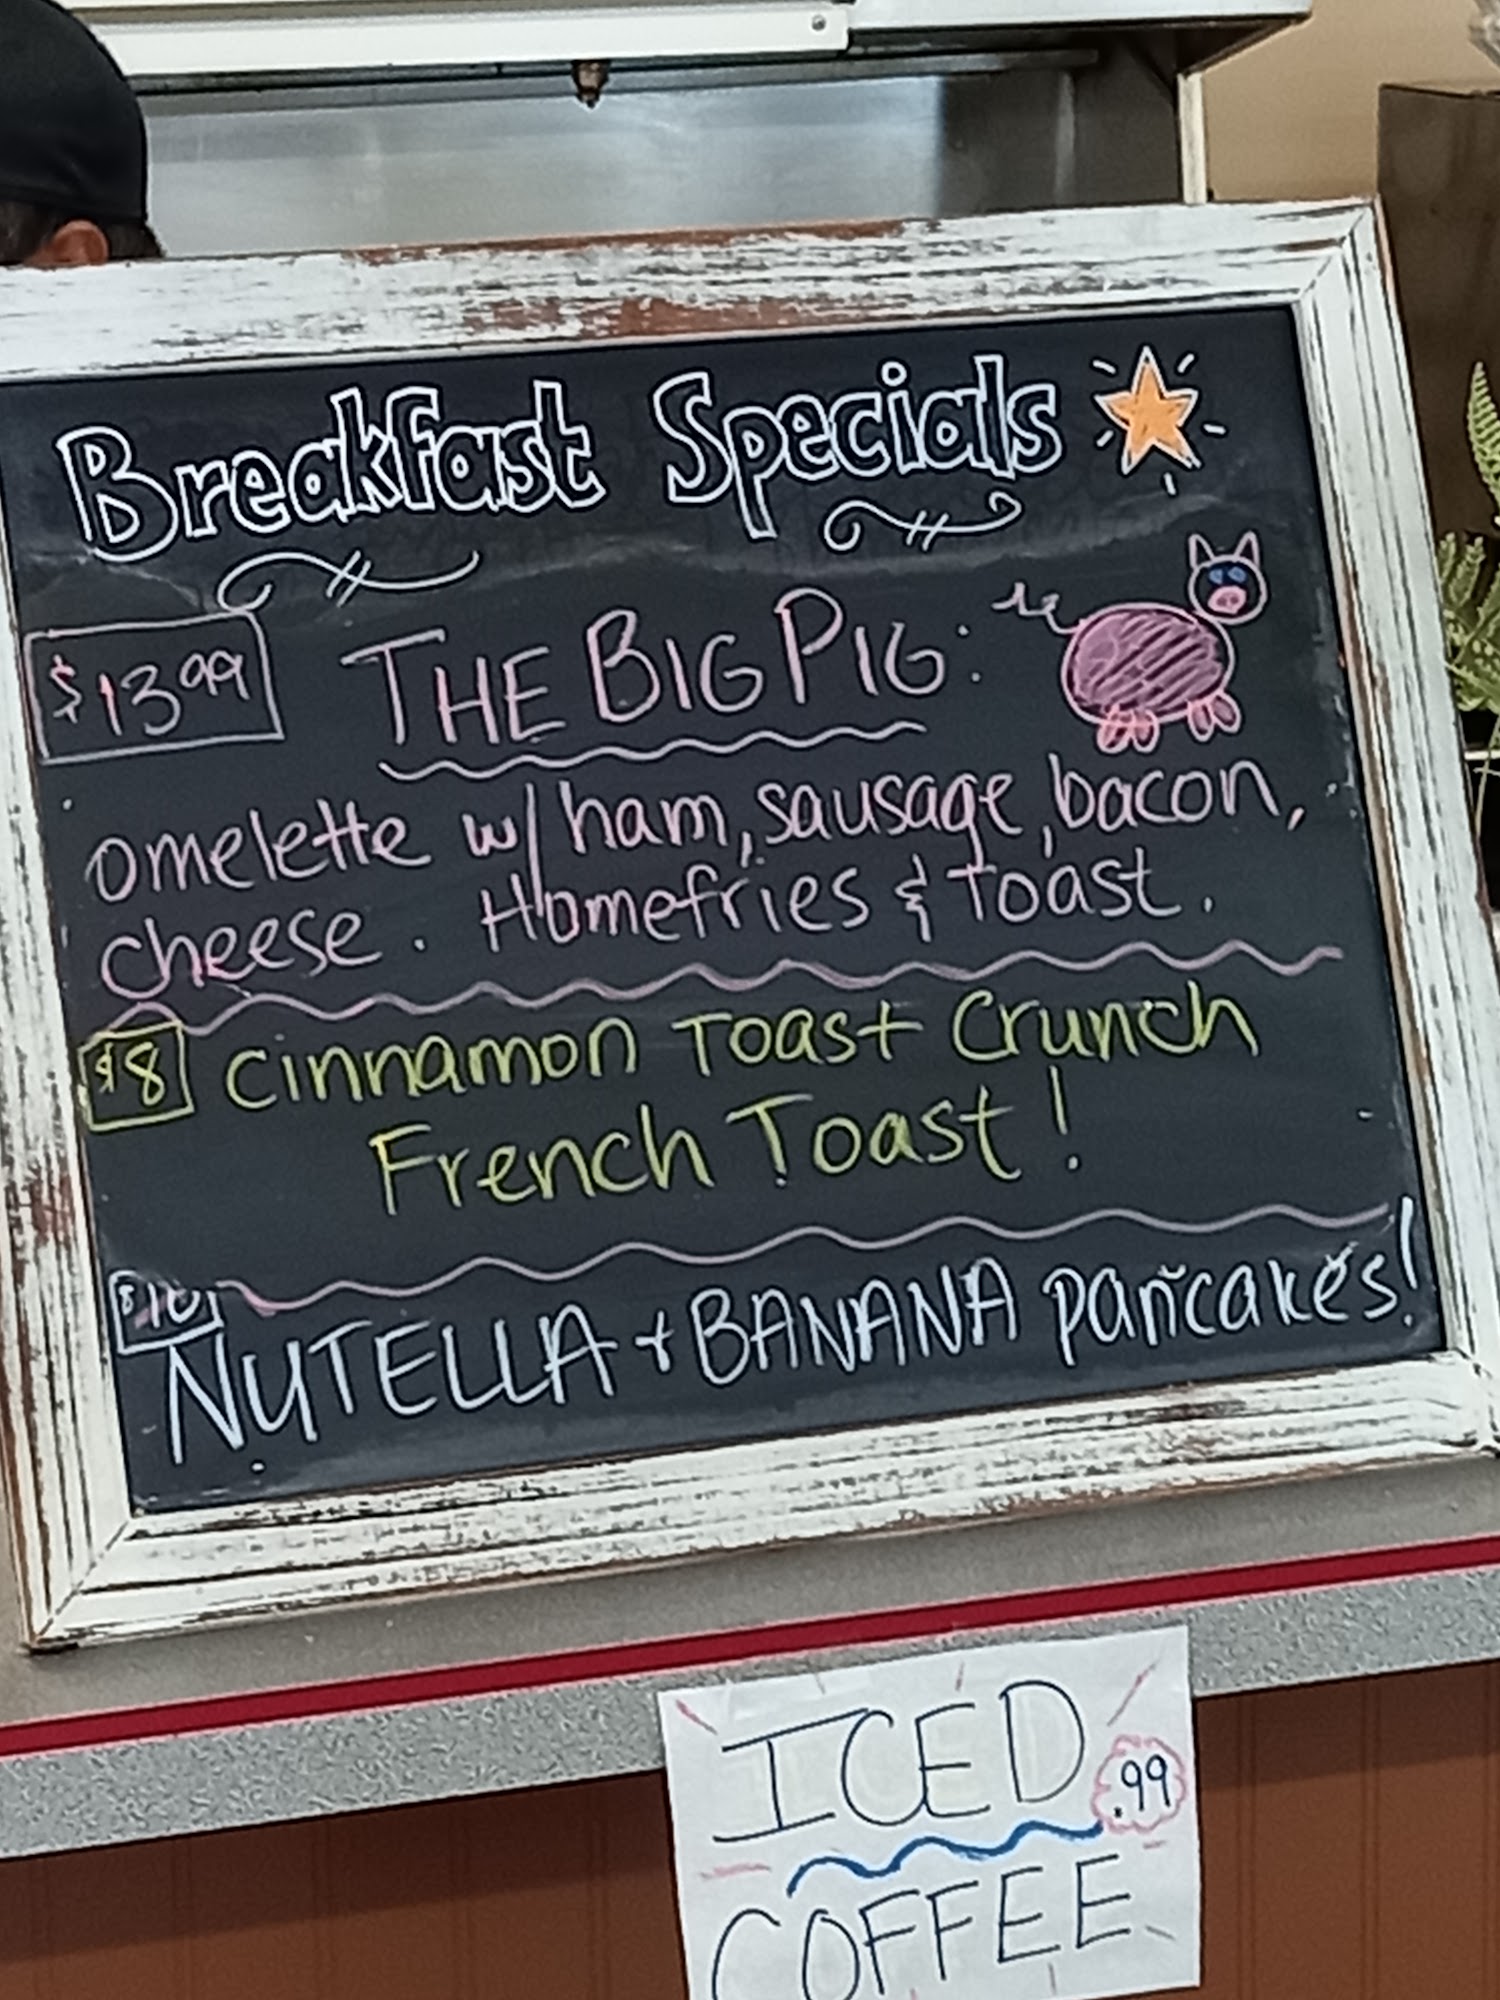 Breakfast Specials
$13.99 THE BIG PIG:
omelette w/ ham, sausage, bacon,
cheese. Homefries & Toast.
$8 Cinnamon Toast Crunch
French Toast!
$10
NUTELLA + BANANA pancakes!
ICED .99
COFFEE